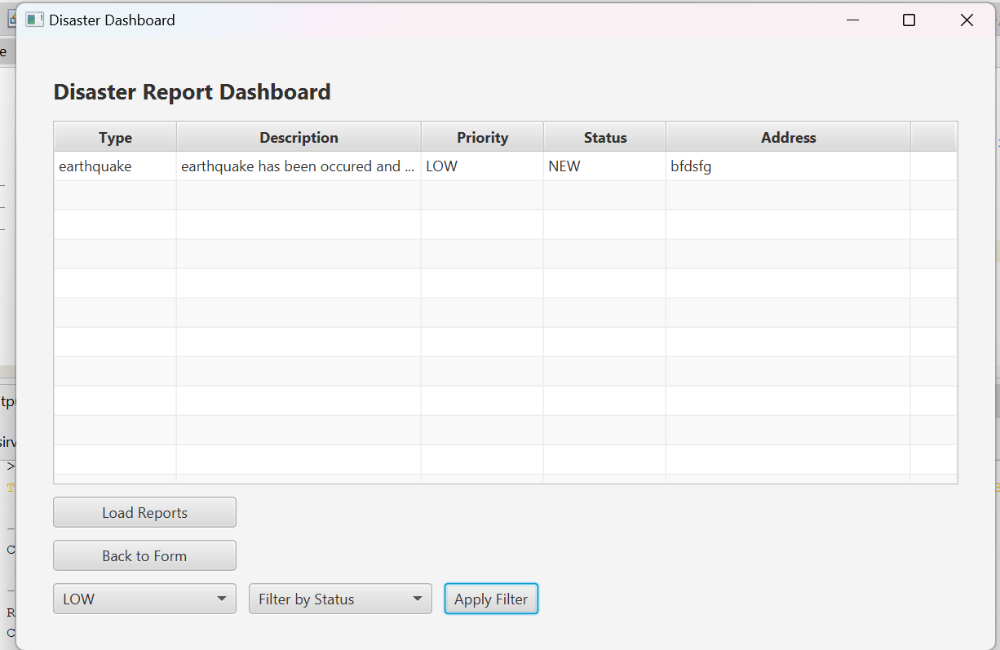 Disaster Dashboard
Disaster Report Dashboard
Type Description Priority Status Address
earthquake earthquake has been occured and ... LOW NEW bfdsfg
Load Reports
Back to Form
LOW Filter by Status Apply Filter